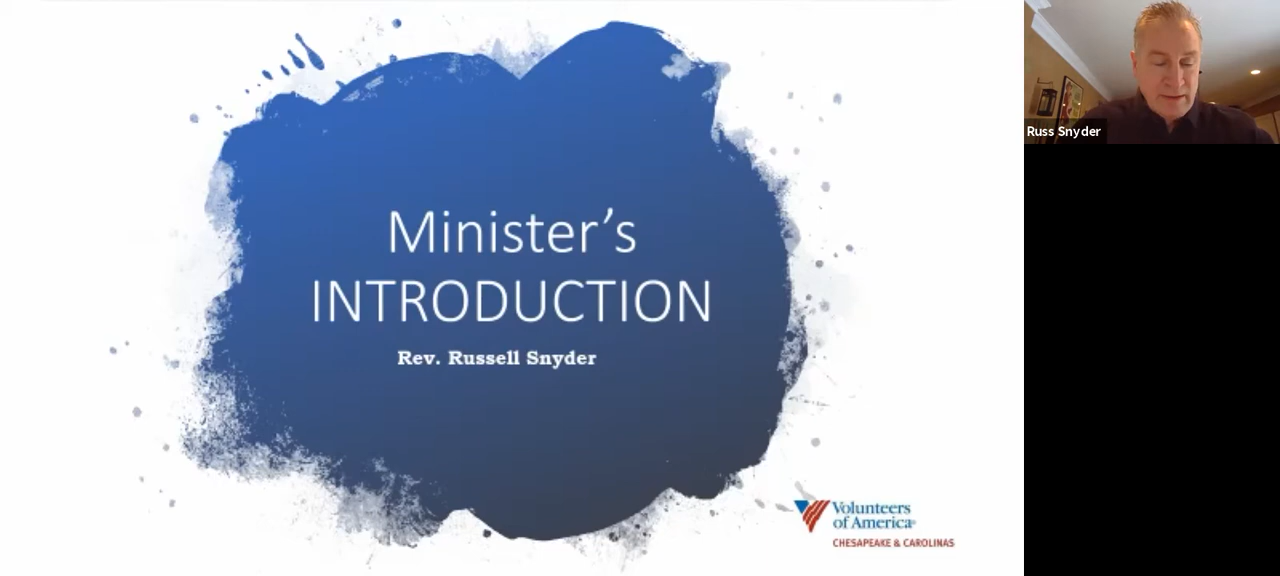 Minister’s
INTRODUCTION
Rev. Russell Snyder
Volunteers
of America®
CHESAPEAKE & CAROLINAS
Russ Snyder